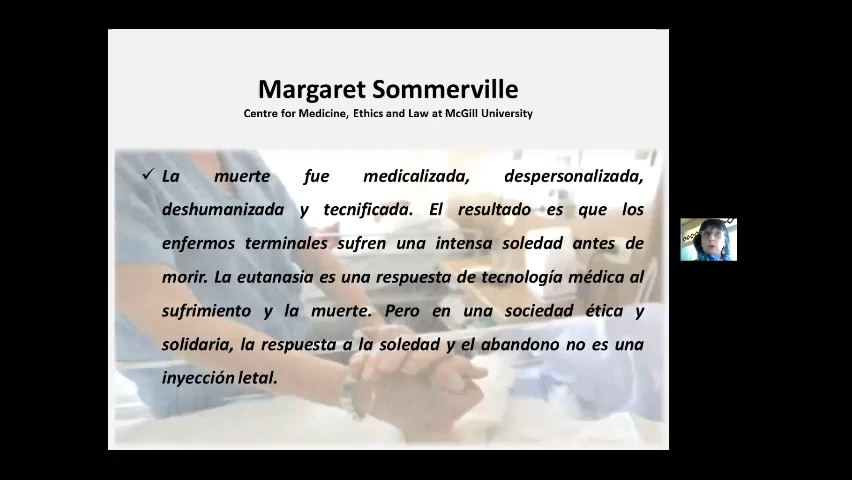 Margaret Sommerville
Centre for Medicine, Ethics and Law at McGill University
✓ La muerte fue medicalizada, despersonalizada,
deshumanizada y tecnificada. El resultado es que los
enfermos terminales sufren una intensa soledad antes de
morir. La eutanasia es una respuesta de tecnología médica al
sufrimiento y la muerte. Pero en una sociedad ética y
solidaria, la respuesta a la soledad y el abandono no es una
inyección letal.